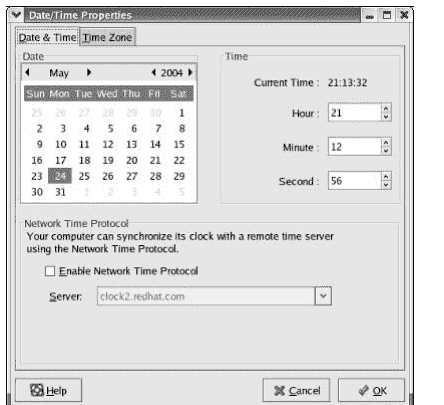 Date/Time Properties
Date & Time Time Zone
Date
May 2004
Sun Mon Tue Wed Thu Fri Sat
25 26 27 28 29 30 1
2 3 4 5 6 7 8
9 10 11 12 13 14 15
16 17 18 19 20 21 22
23 24 25 26 27 28 29
30 31 1 2 3 4 5
Time
Current Time : 21:13:32
Hour : 21
Minute : 12
Second : 56
Network Time Protocol
Your computer can synchronize its clock with a remote time server
using the Network Time Protocol.
Enable Network Time Protocol
Server: clock2.redhat.com
Help Cancel OK